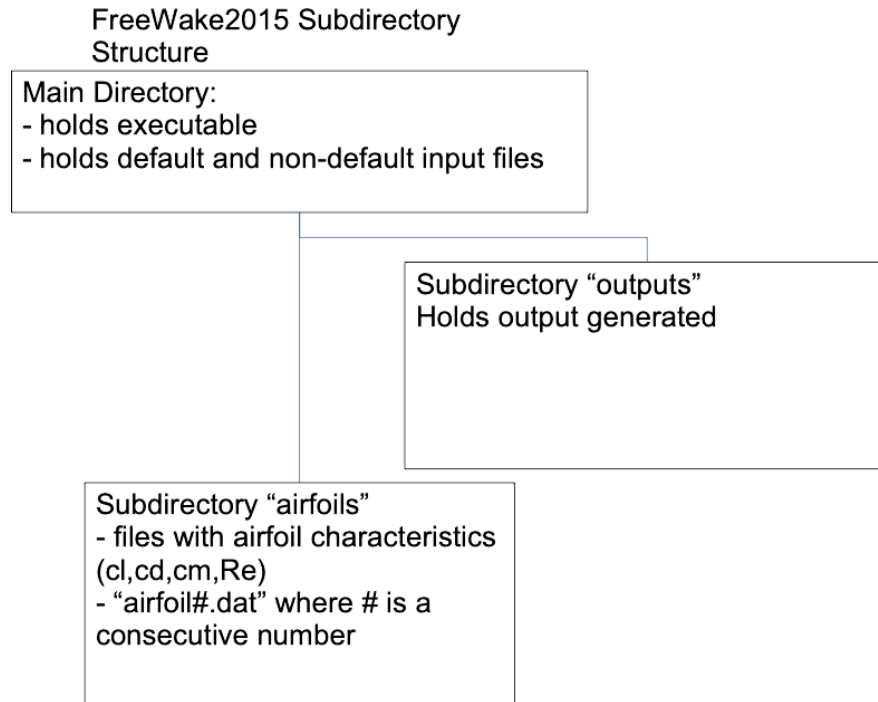 FreeWake2015 Subdirectory
Structure
Main Directory:
- holds executable
- holds default and non-default input files
Subdirectory “outputs”
Holds output generated
Subdirectory “airfoils”
- files with airfoil characteristics
(cl,cd,cm,Re)
- “airfoil#.dat” where # is a
consecutive number